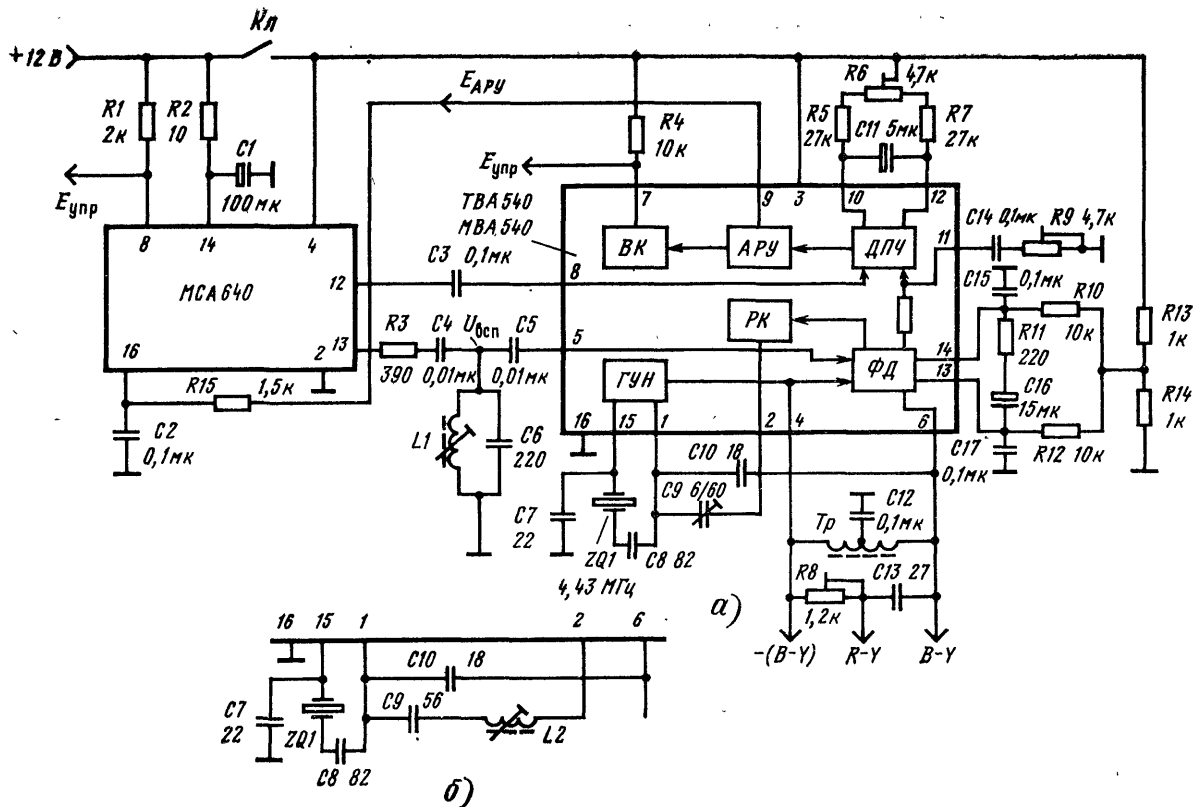 Кл
+12В
R1
2к
R2
10
C1
100мк
Eупр
EАРУ
R4
10к
Eупр
R6
4,7к
R5
27к
C11 5мк
R7
27к
8
14
4
МСА640
12
13
16
2
C3 0,1мк
R3
390
C4
0,01мк
Uвсп
C5
0,01мк
R15
1,5к
C2
0,1мк
L1
C6
220
ТВА540
МВА540
7
9
3
10
12
8
11
5
ВК
АРУ
ДПЧ
РК
ГУН
ФД
14
13
16
15
1
2
4
6
C14 0,1мк
R9 4,7к
C15
0,1мк
R10
10к
R11
220
C16
15мк
R12 10к
C17
0,1мк
R13
1к
R14
1к
C10 18
C9 6/60
C7
22
ZQ1
4,43 МГц
C8 82
C12
0,1мк
Тр
R8
1,2к
C13 27
-(B-Y)
R-Y
B-Y
а)
16
15
1
2
6
C10 18
C9 56
L2
C7
22
ZQ1
C8 82
б)